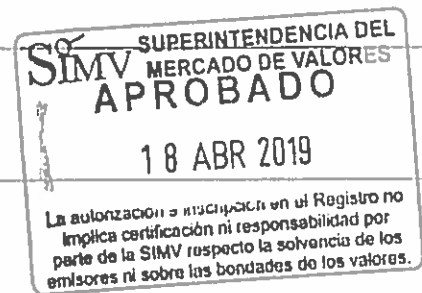 SUPERINTENDENCIA DEL
SIMV MERCADO DE VALORES
APROBADO
18 ABR 2019
La autorización e inscripción en el Registro no
implica certificación ni responsabilidad por
parte de la SIMV respecto la solvencia de los
emisores ni sobre las bondades de los valores.